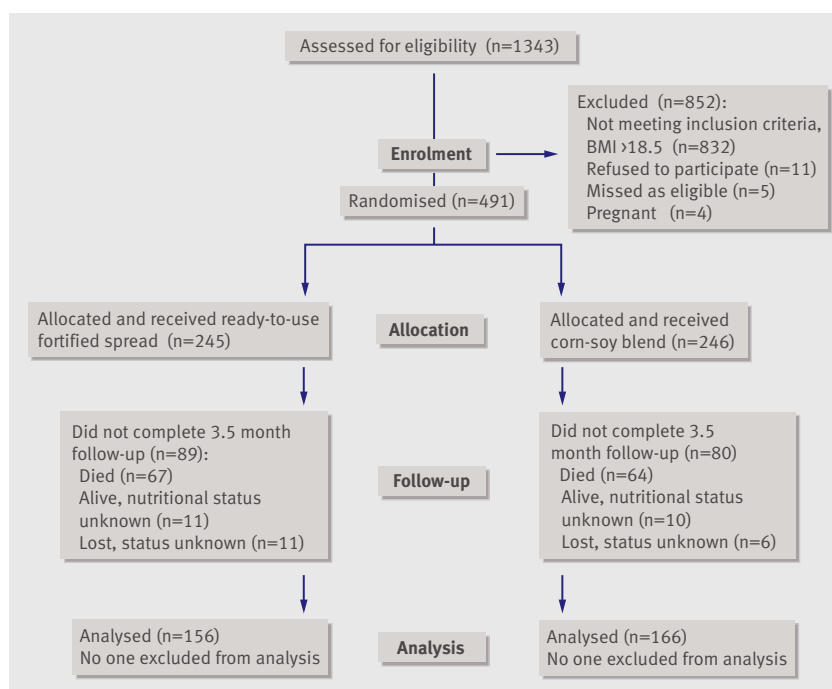 Assessed for eligibility (n=1343)
Excluded (n=852):
Not meeting inclusion criteria,
BMI >18.5 (n=832)
Refused to participate (n=11)
Missed as eligible (n=5)
Pregnant (n=4)
Enrolment
Randomised (n=491)
Allocated and received ready-to-use
fortified spread (n=245)
Allocation
Allocated and received
corn-soy blend (n=246)
Did not complete 3.5 month
follow-up (n=89):
Died (n=67)
Alive, nutritional status
unknown (n=11)
Lost, status unknown (n=11)
Follow-up
Did not complete 3.5
month follow-up (n=80)
Died (n=64)
Alive, nutritional status
unknown (n=10)
Lost, status unknown (n=6)
Analysed (n=156)
No one excluded from analysis
Analysis
Analysed (n=166)
No one excluded from analysis